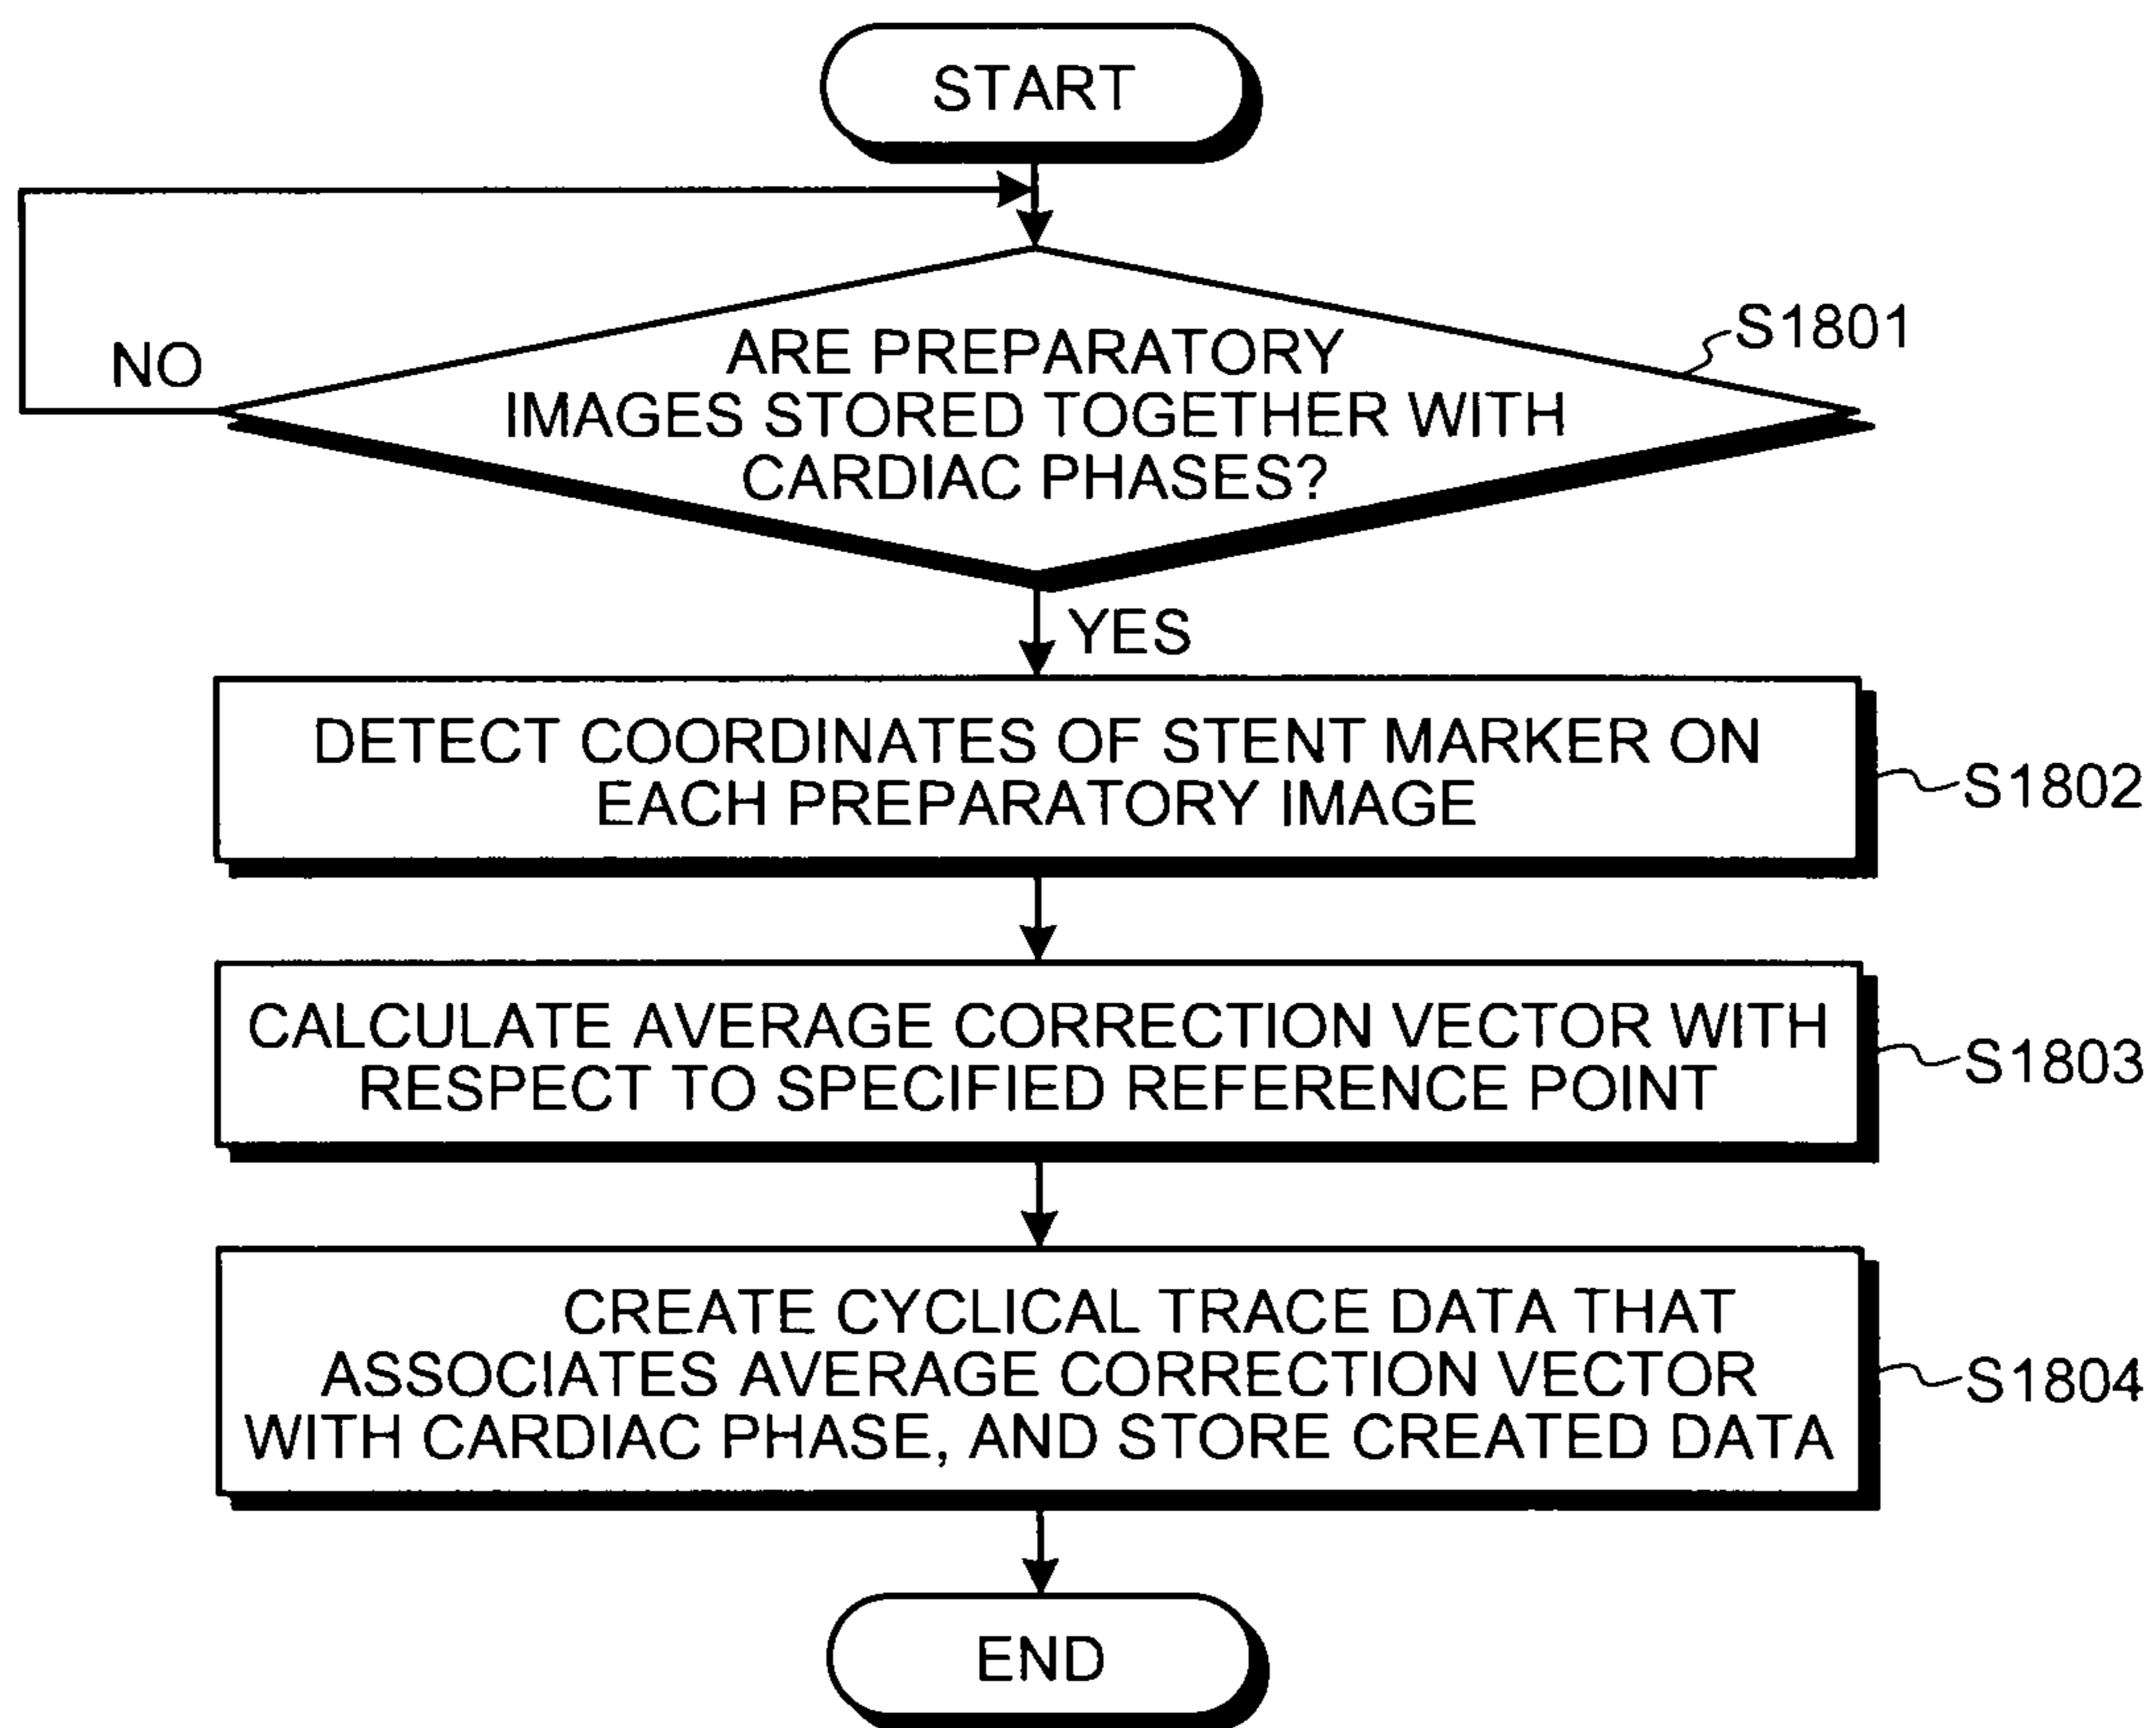 START
NO
ARE PREPARATORY
IMAGES STORED TOGETHER WITH
CARDIAC PHASES?
S1801
YES
DETECT COORDINATES OF STENT MARKER ON
EACH PREPARATORY IMAGE
S1802
CALCULATE AVERAGE CORRECTION VECTOR WITH
RESPECT TO SPECIFIED REFERENCE POINT
S1803
CREATE CYCLICAL TRACE DATA THAT
ASSOCIATES AVERAGE CORRECTION VECTOR
WITH CARDIAC PHASE, AND STORE CREATED DATA
S1804
END